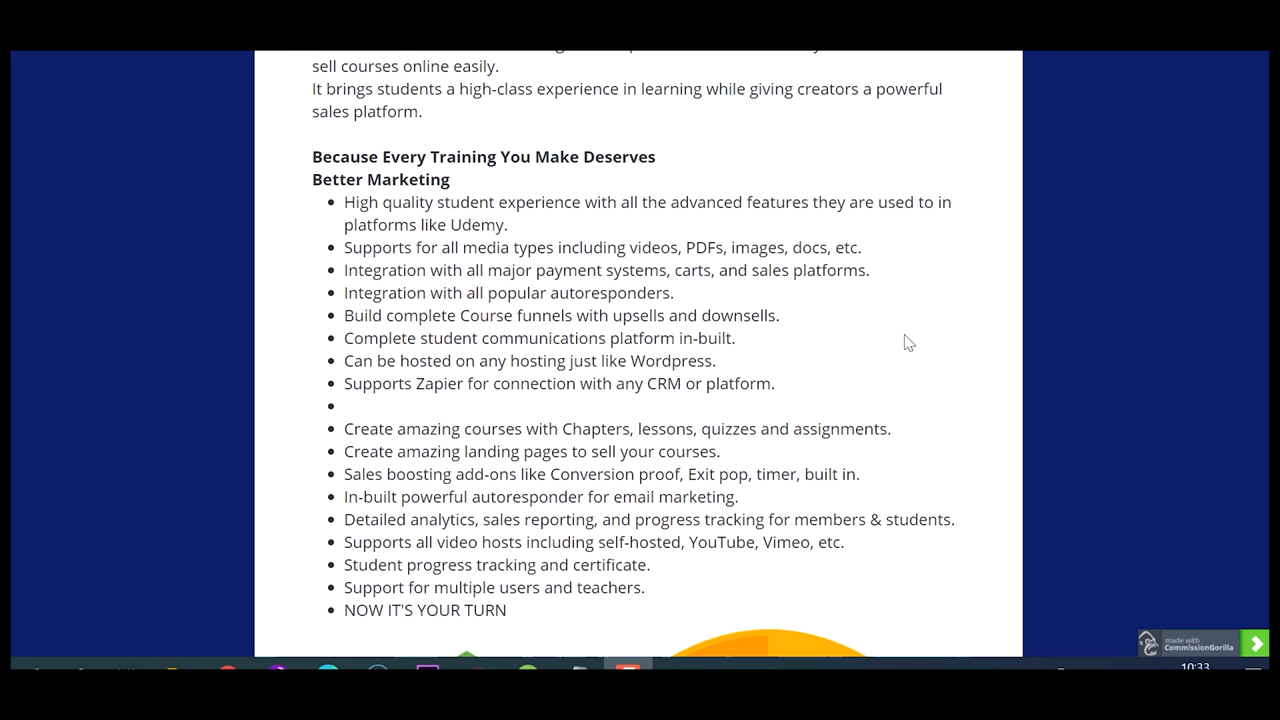 sell courses online easily.
It brings students a high-class experience in learning while giving creators a powerful
sales platform.
Because Every Training You Make Deserves
Better Marketing
High quality student experience with all the advanced features they are used to in
platforms like Udemy.
Supports for all media types including videos, PDFs, images, docs, etc.
Integration with all major payment systems, carts, and sales platforms.
Integration with all popular autoresponders.
Build complete Course funnels with upsells and downsells.
Complete student communications platform in-built.
Can be hosted on any hosting just like Wordpress.
Supports Zapier for connection with any CRM or platform.
Create amazing courses with Chapters, lessons, quizzes and assignments.
Create amazing landing pages to sell your courses.
Sales boosting add-ons like Conversion proof, Exit pop, timer, built in.
In-built powerful autoresponder for email marketing.
Detailed analytics, sales reporting, and progress tracking for members & students.
Supports all video hosts including self-hosted, YouTube, Vimeo, etc.
Student progress tracking and certificate.
Support for multiple users and teachers.
NOW IT'S YOUR TURN
made with
CommissionGorilla
10:33